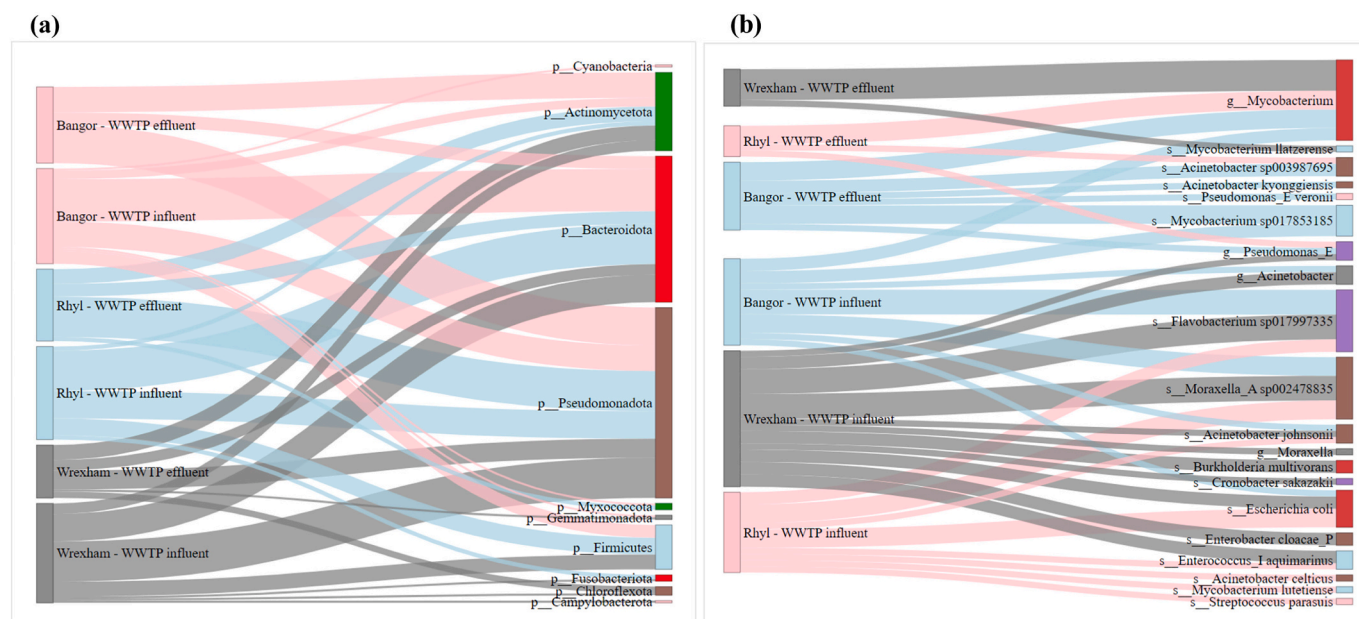 (a)
p__Cyanobacteria
p__Actinomycetota
Bangor - WWTP effluent
Bangor - WWTP influent
p__Bacteroidota
Rhyl - WWTP effluent
Rhyl - WWTP influent
p__Pseudomonadota
Wrexham - WWTP effluent
p__Myxococcota
p__Gemmatimonadota
Wrexham - WWTP influent
p__Firmicutes
p__Fusobacteriota
p__Chloroflexota
p__Campylobacterota
(b)
Wrexham - WWTP effluent
g__Mycobacterium
Rhyl - WWTP effluent
s__Mycobacterium llatzerense
s__Acinetobacter sp003987695
Bangor - WWTP effluent
s__Acinetobacter kyonggiensis
s__Pseudomonas_E veronii
s__Mycobacterium sp017853185
g__Pseudomonas_E
Bangor - WWTP influent
g__Acinetobacter
s__Flavobacterium sp017997335
s__Moraxella_A sp002478835
Wrexham - WWTP influent
s__Acinetobacter johnsonii
g__Moraxella
s__Burkholderia multivorans
s__Cronobacter sakazakii
s__Escherichia coli
Rhyl - WWTP influent
s__Enterobacter cloacae_P
s__Enterococcus_I aquimarinus
s__Acinetobacter celticus
s__Mycobacterium lutetiense
s__Streptococcus parasuis